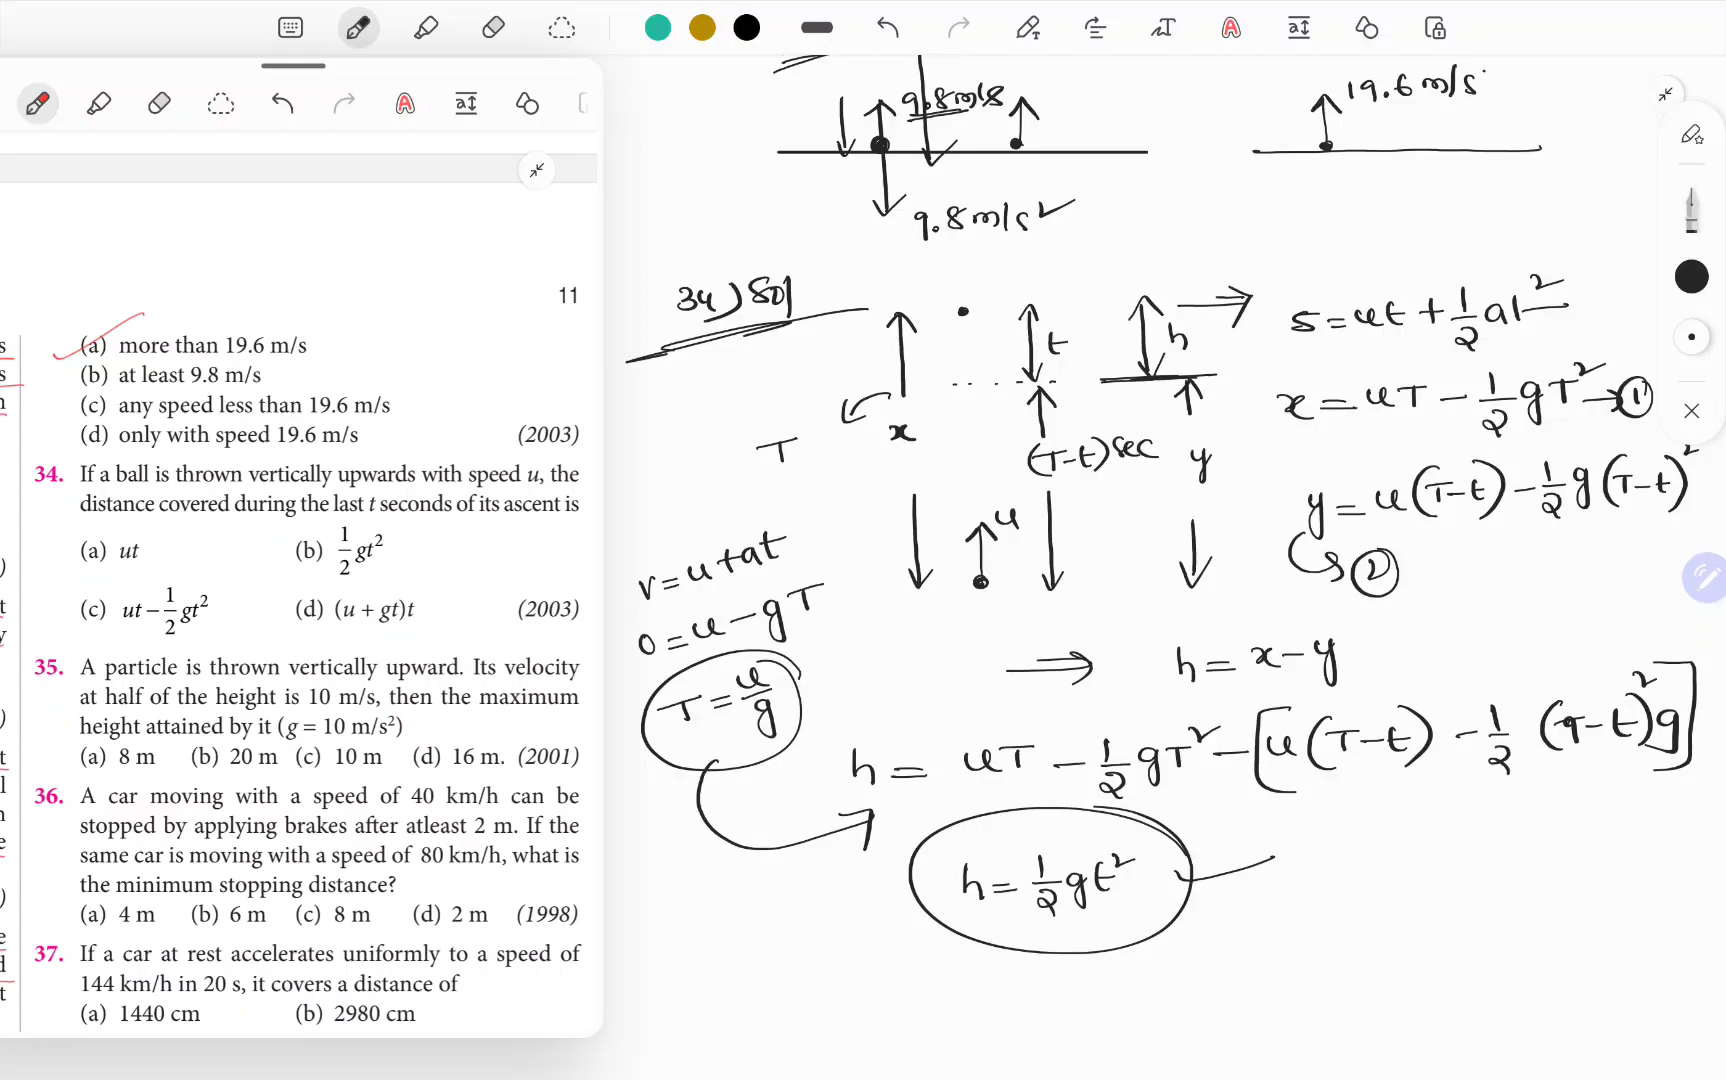 11
(a) more than 19.6 m/s
(b) at least 9.8 m/s
(c) any speed less than 19.6 m/s
(d) only with speed 19.6 m/s (2003)
34. If a ball is thrown vertically upwards with speed u, the
distance covered during the last t seconds of its ascent is
(a) ut (b) 1/2 gt²
(c) ut − 1/2 gt² (d) (u + gt)t (2003)
35. A particle is thrown vertically upward. Its velocity
at half of the height is 10 m/s, then the maximum
height attained by it (g = 10 m/s²)
(a) 8 m (b) 20 m (c) 10 m (d) 16 m. (2001)
36. A car moving with a speed of 40 km/h can be
stopped by applying brakes after atleast 2 m. If the
same car is moving with a speed of 80 km/h, what is
the minimum stopping distance?
(a) 4 m (b) 6 m (c) 8 m (d) 2 m (1998)
37. If a car at rest accelerates uniformly to a speed of
144 km/h in 20 s, it covers a distance of
(a) 1440 cm (b) 2980 cm
9.8 m/s
19.6 m/s
9.8 m/s²
34) Sol
t
h
x
T
(T-t) sec
y
u
s = ut + 1/2 at²
x = uT - 1/2 gT² → ①
y = u(T-t) - 1/2 g(T-t)²
②
v = u + at
0 = u - gT
T = u/g
h = x - y
h = uT - 1/2 gT² - [u(T-t) - 1/2 (T-t)² g]
h = 1/2 gt²